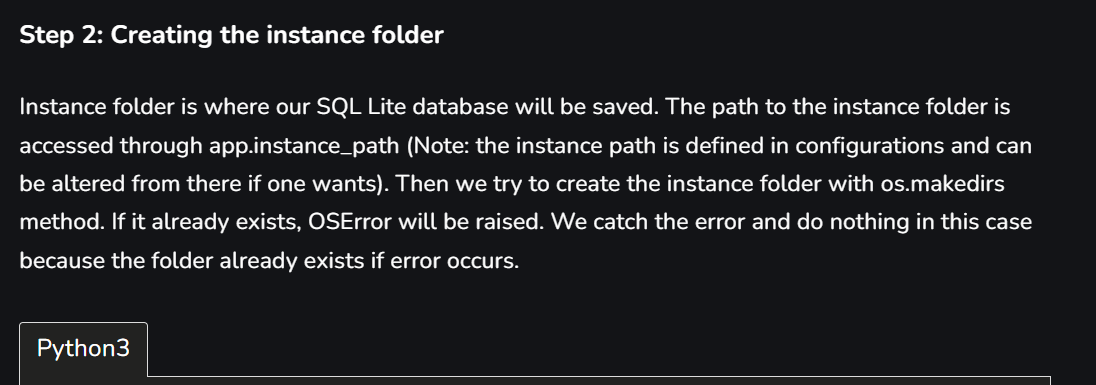 Step 2: Creating the instance folder
Instance folder is where our SQL Lite database will be saved. The path to the instance folder is
accessed through app.instance_path (Note: the instance path is defined in configurations and can
be altered from there if one wants). Then we try to create the instance folder with os.makedirs
method. If it already exists, OSError will be raised. We catch the error and do nothing in this case
because the folder already exists if error occurs.
Python3